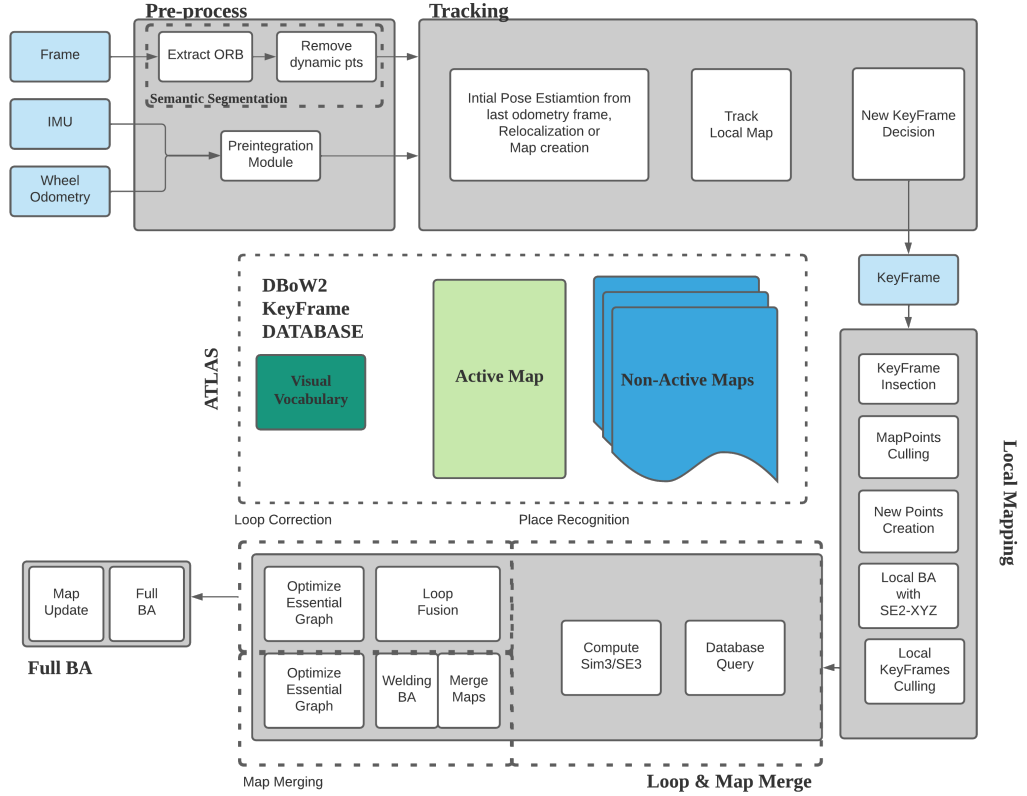 Pre-process
Tracking
Frame
Extract ORB
Remove
dynamic pts
Semantic Segmentation
IMU
Wheel
Odometry
Preintegration
Module
Intial Pose Estiamtion from
last odometry frame,
Relocalization or
Map creation
Track
Local Map
New KeyFrame
Decision
KeyFrame
ATLAS
DBoW2
KeyFrame
DATABASE
Visual
Vocabulary
Active Map
Non-Active Maps
KeyFrame
Insection
MapPoints
Culling
New Points
Creation
Local BA
with
SE2-XYZ
Local
KeyFrames
Culling
Local Mapping
Loop Correction
Place Recognition
Optimize
Essential
Graph
Loop
Fusion
Optimize
Essential
Graph
Welding
BA
Merge
Maps
Compute
Sim3/SE3
Database
Query
Map
Update
Full
BA
Full BA
Map Merging
Loop & Map Merge